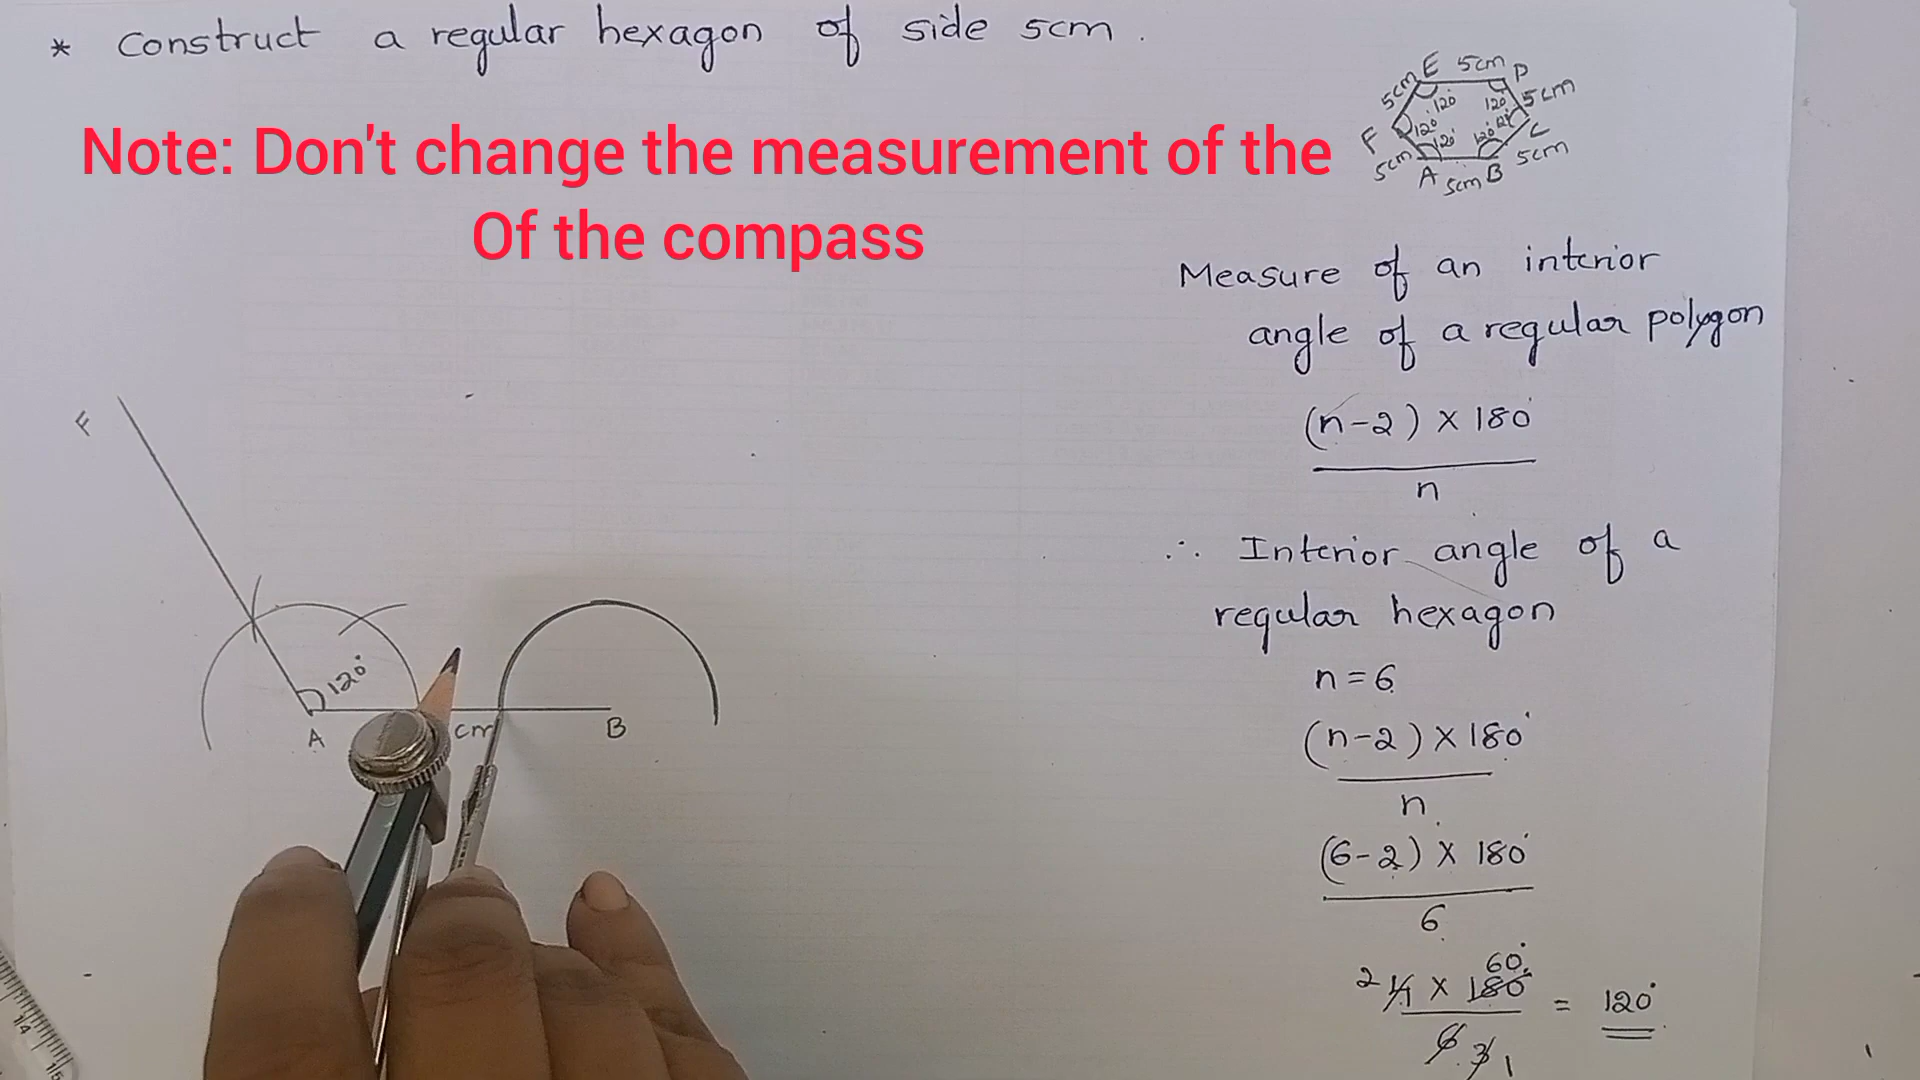 * Construct a regular hexagon of side 5cm.
Note: Don't change the measurement of the
Of the compass
E 5cm D
5cm 120° 120° 5cm
F 120° 120° C
120° 120°
5cm A 5cm B 5cm
Measure of an interior
angle of a regular polygon
(n-2) × 180°
n
∴ Interior angle of a
regular hexagon
n = 6
(n-2) × 180°
n
(6-2) × 180°
6
60°
2 4 × 180° = 120°
6 3 1
F
120°
A cm B
14
15